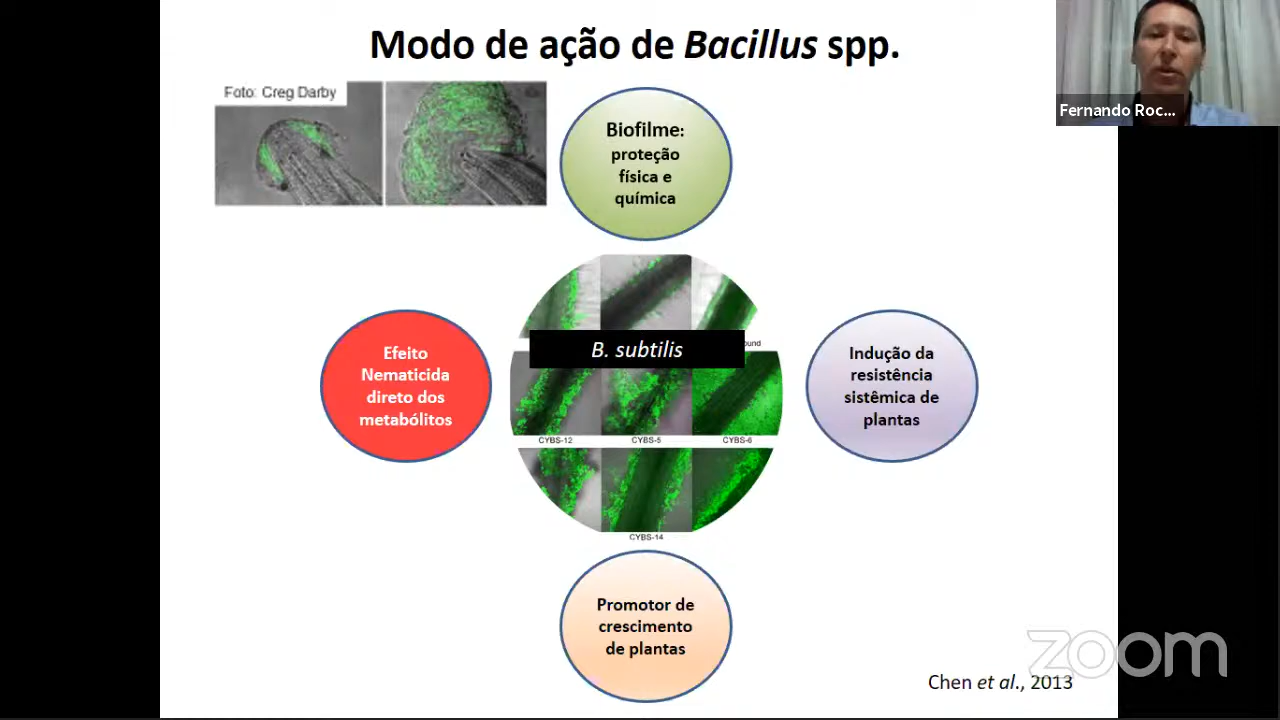 Modo de ação de Bacillus spp.
Foto: Creg Darby
Fernando Roc...
Biofilme:
proteção
física e
química
B. subtilis
ound
Efeito
Nematicida
direto dos
metabólitos
Indução da
resistência
sistêmica de
plantas
CYBS-12
CYBS-5
CYBS-6
CYBS-14
Promotor de
crescimento
de plantas
zoom
Chen et al., 2013